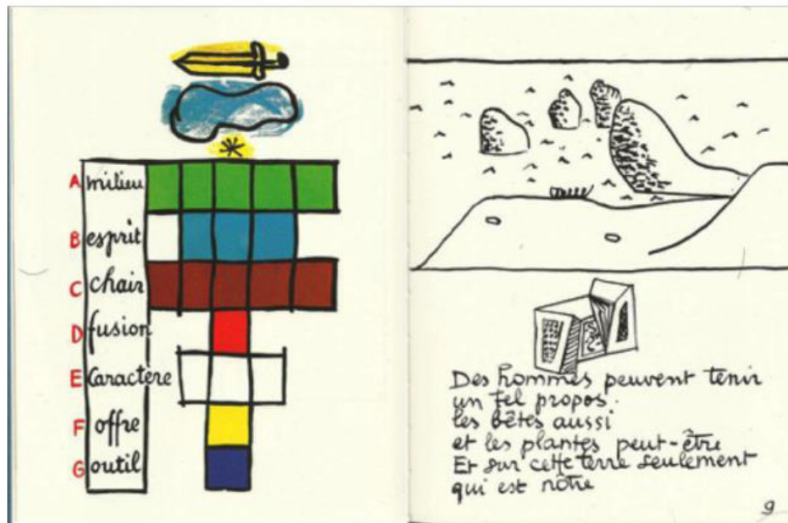 A milieu
B esprit
C chair
D fusion
E Caractère
F offre
G outil
Des hommes peuvent tenir
un tel propos
les bêtes aussi
et les plantes peut-être
Et sur cette terre seulement
qui est nôtre
9